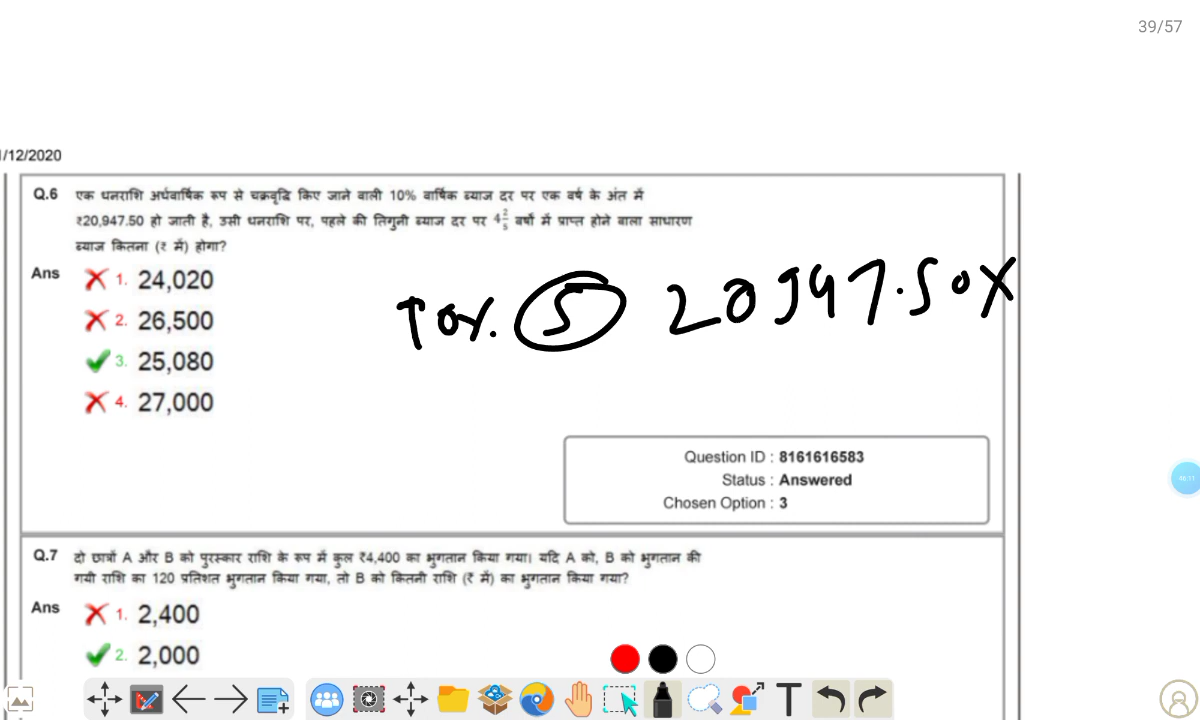 39/57
/12/2020
Q.6 एक धनराशि अर्धवार्षिक रूप से चक्रवृद्धि किए जाने वाली 10% वार्षिक ब्याज दर पर एक वर्ष के अंत में
₹20,947.50 हो जाती है, उसी धनराशि पर, पहले की तिगुनी ब्याज दर पर 4 2/5 वर्षों में प्राप्त होने वाला साधारण
ब्याज कितना (₹ में) होगा?
Ans 1. 24,020
2. 26,500
3. 25,080
4. 27,000
10%. 5 20947.50X
Question ID : 8161616583
Status : Answered
Chosen Option : 3
Q.7 दो छात्रों A और B को पुरस्कार राशि के रूप में कुल ₹4,400 का भुगतान किया गया। यदि A को, B को भुगतान की
गयी राशि का 120 प्रतिशत भुगतान किया गया, तो B को कितनी राशि (₹ में) का भुगतान किया गया?
Ans 1. 2,400
2. 2,000